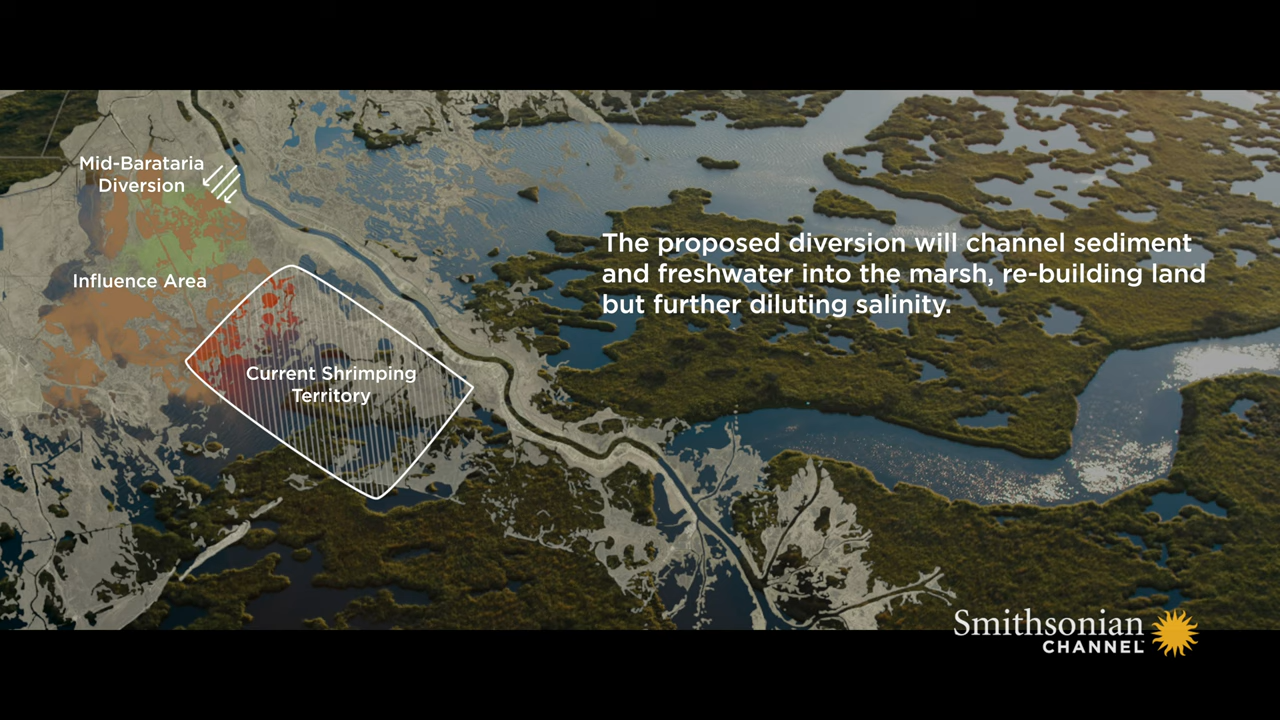 Mid-Barataria
Diversion
Influence Area
Current Shrimping
Territory
The proposed diversion will channel sediment
and freshwater into the marsh, re-building land
but further diluting salinity.
Smithsonian
CHANNEL